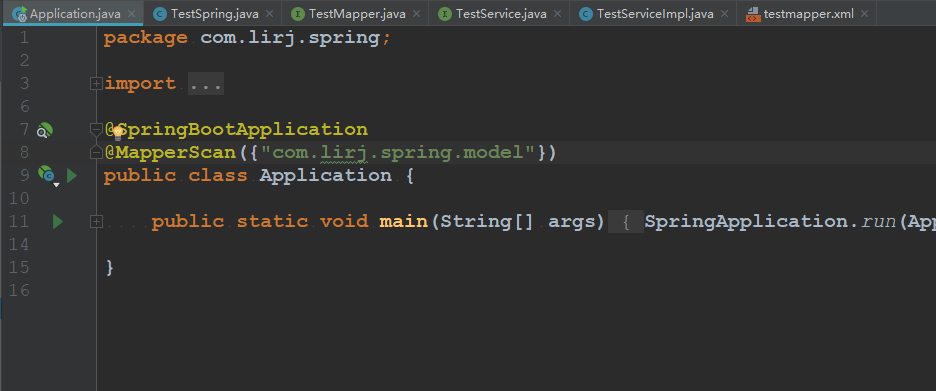 Application.java TestSpring.java TestMapper.java TestService.java TestServiceImpl.java testmapper.xml
1 package com.lirj.spring;
2
3 import ...
6
7 @SpringBootApplication
8 @MapperScan({"com.lirj.spring.model"})
9 public class Application {
10
11 public static void main(String[] args) { SpringApplication.run(App
14
15 }
16